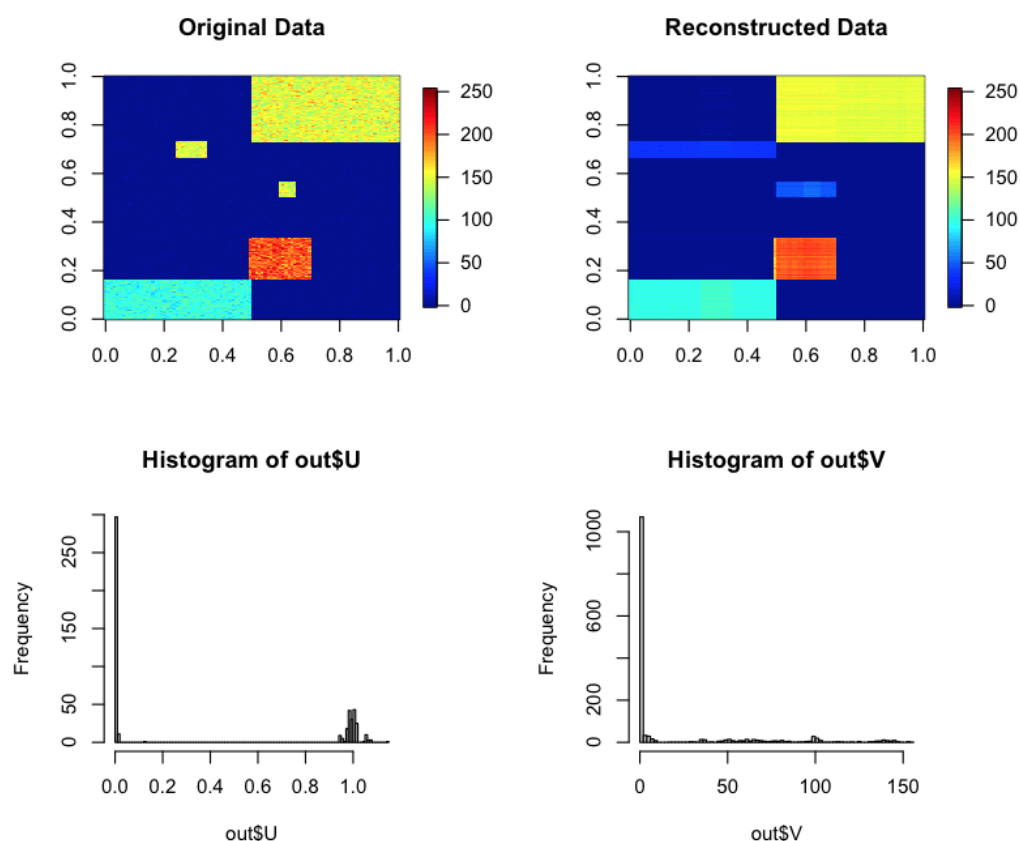 Original Data
1.0
0.8
0.6
0.4
0.2
0.0
0.0 0.2 0.4 0.6 0.8 1.0
250
200
150
100
50
0
Reconstructed Data
1.0
0.8
0.6
0.4
0.2
0.0
0.0 0.2 0.4 0.6 0.8 1.0
250
200
150
100
50
0
Histogram of out$U
Frequency
250
150
50
0
0.0 0.2 0.4 0.6 0.8 1.0
out$U
Histogram of out$V
Frequency
1000
600
200
0
0 50 100 150
out$V